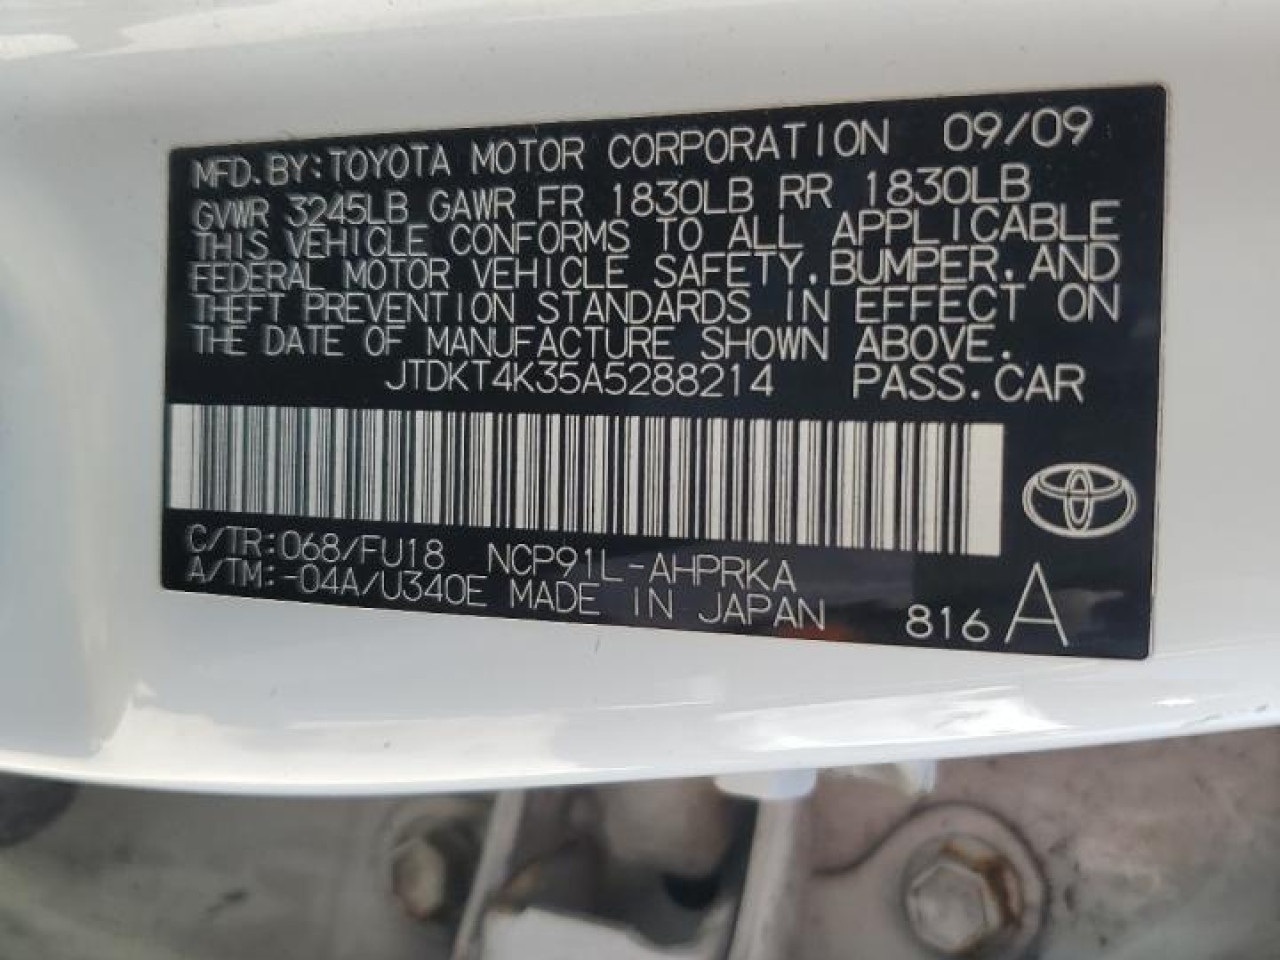 MFD.BY:TOYOTA MOTOR CORPORATION 09/09
GVWR 3245LB GAWR FR 1830LB RR 1830LB
THIS VEHICLE CONFORMS TO ALL APPLICABLE
FEDERAL MOTOR VEHICLE SAFETY,BUMPER,AND
THEFT PREVENTION STANDARDS IN EFFECT ON
THE DATE OF MANUFACTURE SHOWN ABOVE.
JTDKT4K35A5288214 PASS.CAR
C/TR:068/FU18 NCP91L-AHPRKA
A/TM:-04A/U340E MADE IN JAPAN 816 A